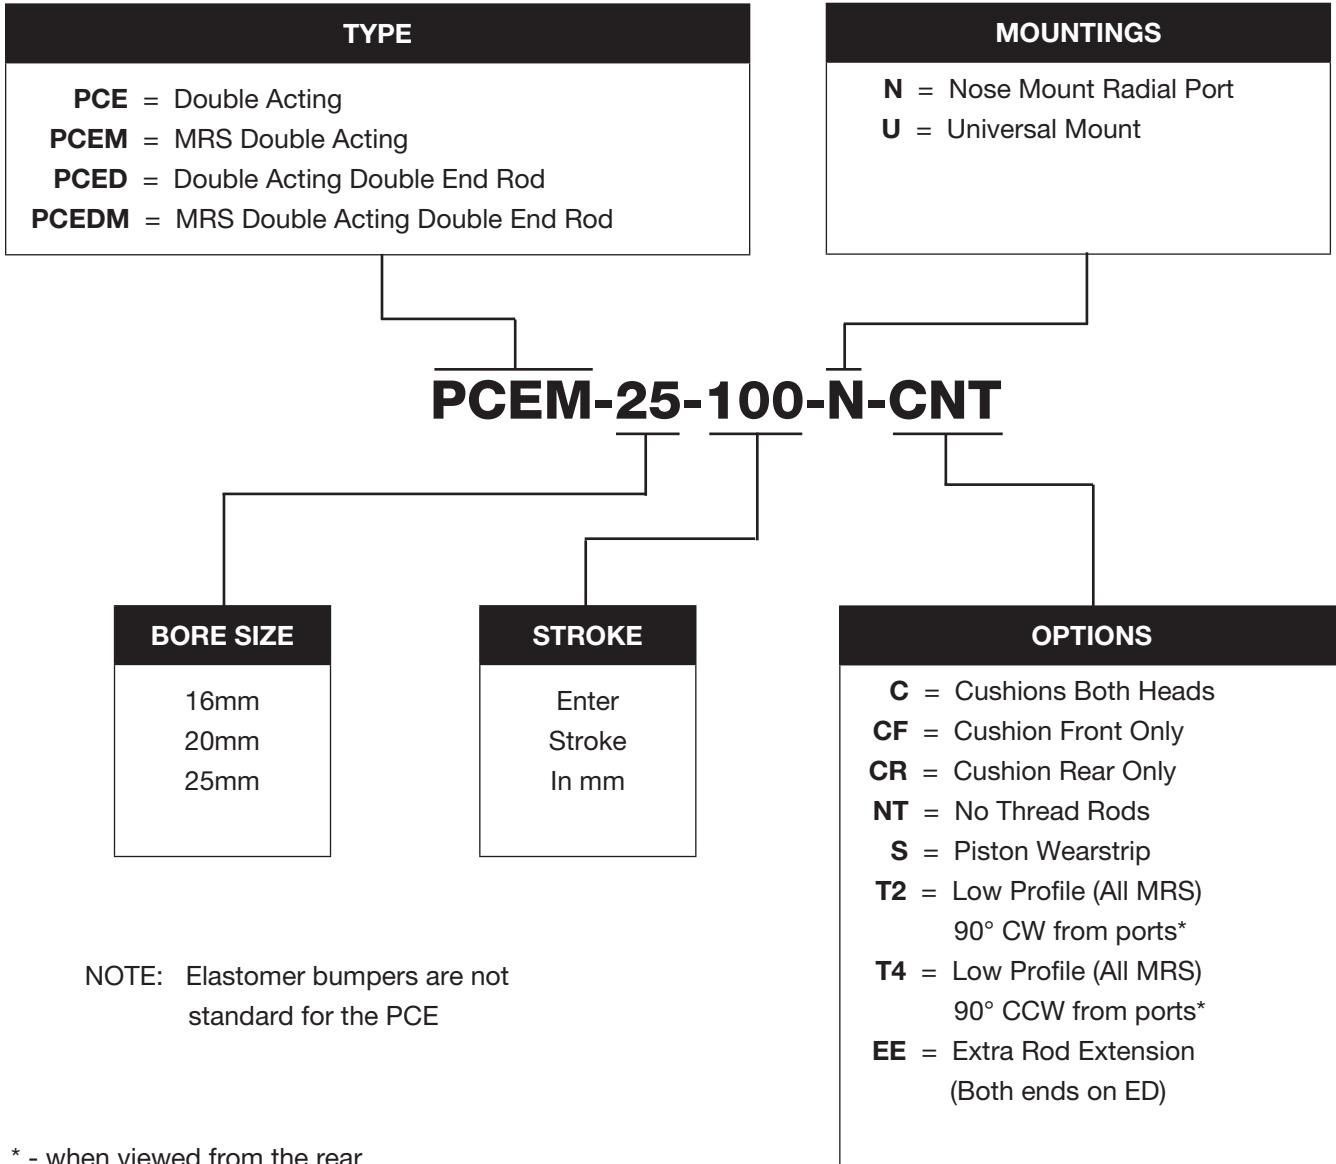 TYPE
PCE = Double Acting
PCEM = MRS Double Acting
PCED = Double Acting Double End Rod
PCEDM = MRS Double Acting Double End Rod
MOUNTINGS
N = Nose Mount Radial Port
U = Universal Mount
PCEM-25-100-N-CNT
BORE SIZE
16mm
20mm
25mm
STROKE
Enter
Stroke
In mm
OPTIONS
C = Cushions Both Heads
CF = Cushion Front Only
CR = Cushion Rear Only
NT = No Thread Rods
S = Piston Wearstrip
T2 = Low Profile (All MRS)
90° CW from ports*
T4 = Low Profile (All MRS)
90° CCW from ports*
EE = Extra Rod Extension
(Both ends on ED)
NOTE: Elastomer bumpers are not
standard for the PCE
* - when viewed from the rear